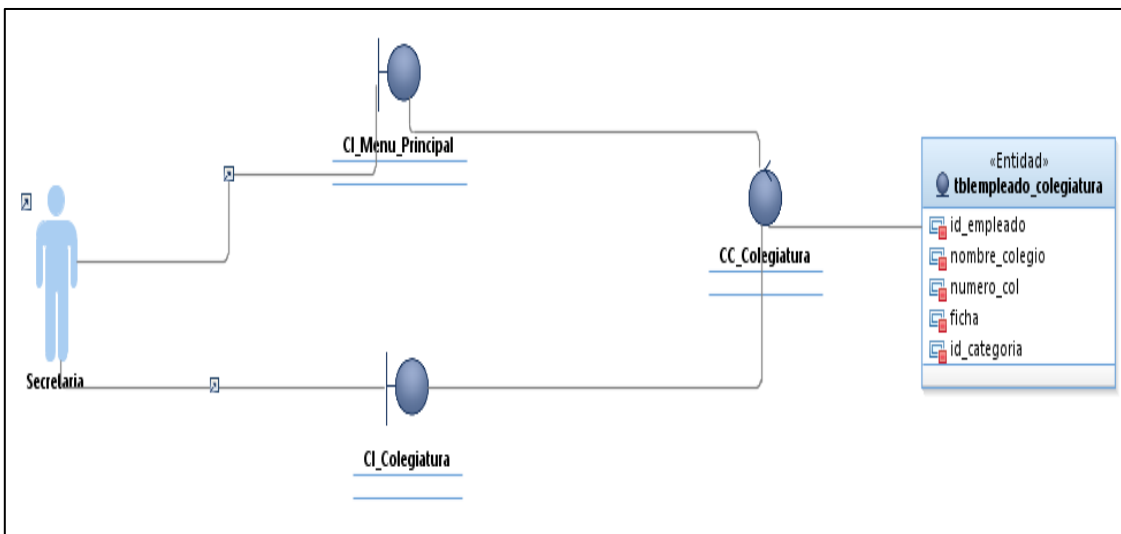 CI_Menu_Principal
«Entidad»
tblempleado_colegiatura
id_empleado
nombre_colegio
numero_col
ficha
id_categoria
CC_Colegiatura
Secretaria
CI_Colegiatura